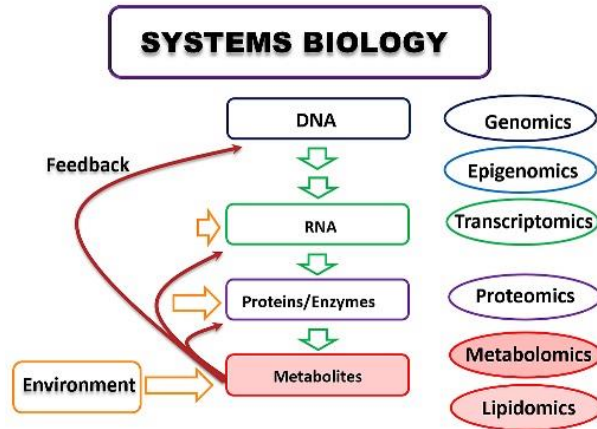 SYSTEMS BIOLOGY
DNA
Genomics
Feedback
Epigenomics
RNA
Transcriptomics
Proteins/Enzymes
Proteomics
Metabolomics
Environment
Metabolites
Lipidomics